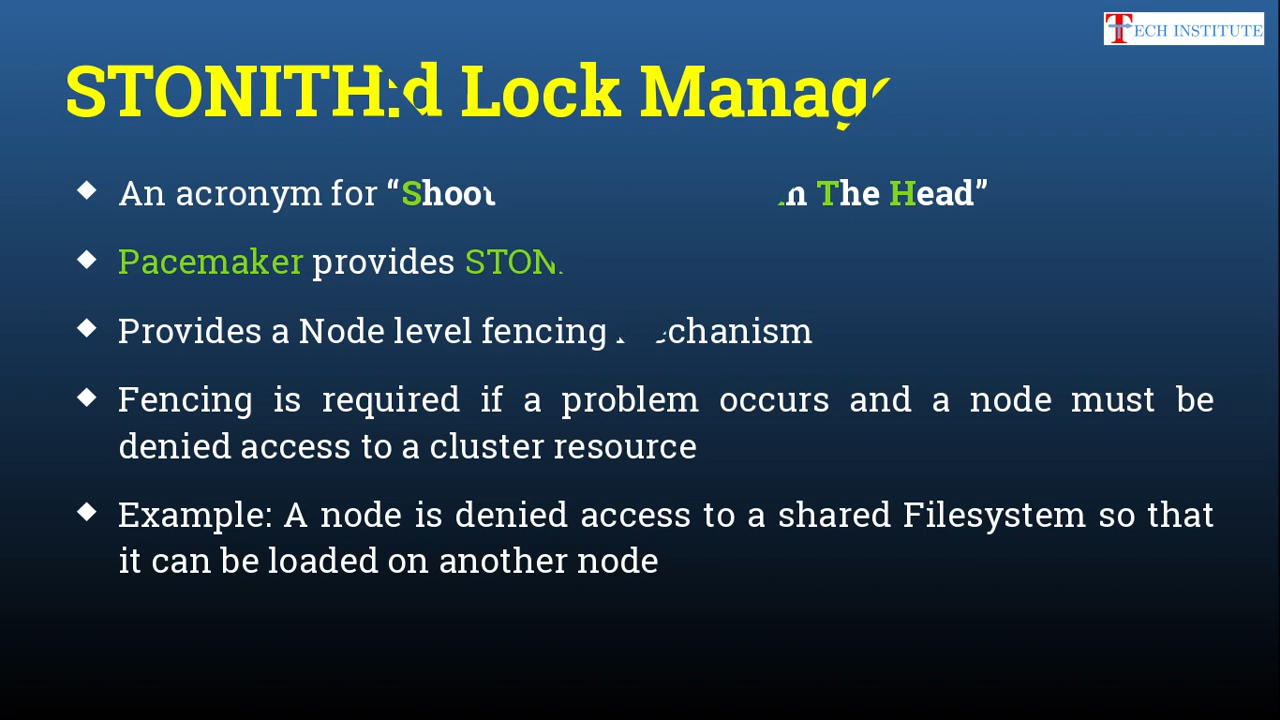 TECH INSTITUTE
STONITH:d Lock Manag
An acronym for “Shoot The Head”
Pacemaker provides
Provides a Node level fencing
Fencing is required if a problem occurs and a node must be
denied access to a cluster resource
Example: A node is denied access to a shared Filesystem so that
it can be loaded on another node